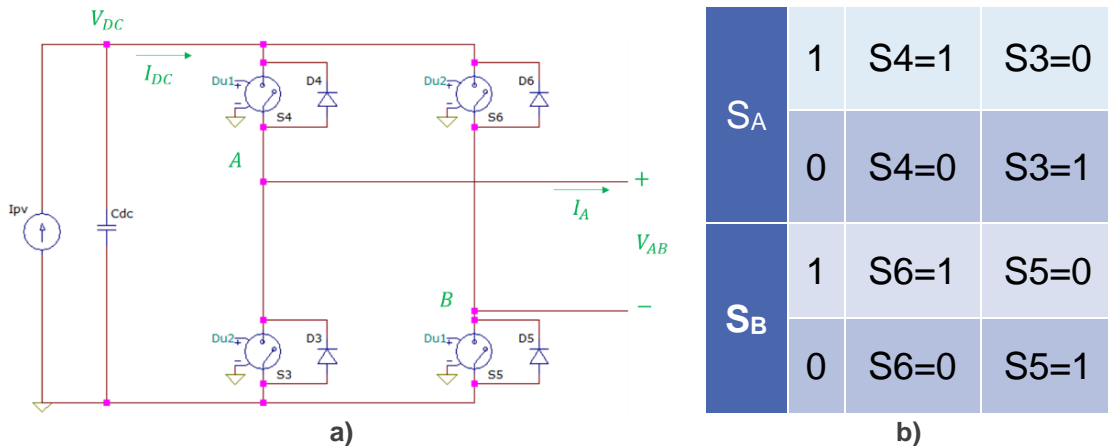 V_DC
I_DC
Du1
+
−
D4
S4
Du2
+
−
D6
S6
A
+
I_A
Ipv
Cdc
V_AB
B
−
Du2
+
−
D3
S3
Du1
+
−
D5
S5
a)
S_A
1 S4=1 S3=0
0 S4=0 S3=1
S_B
1 S6=1 S5=0
0 S6=0 S5=1
b)